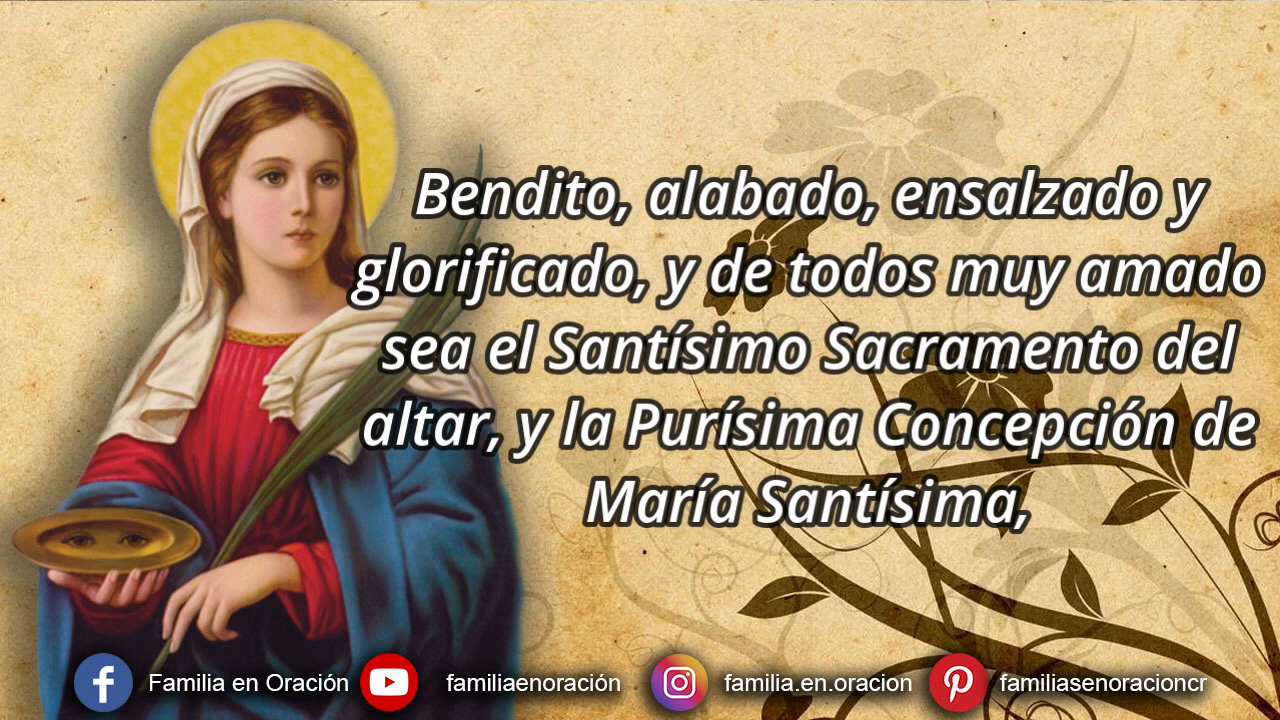 Bendito, alabado, ensalzado y
glorificado, y de todos muy amado
sea el Santísimo Sacramento del
altar, y la Purísima Concepción de
María Santísima,
Familia en Oración
familiaenoración
familia.en.oracion
familiasenoracioncr